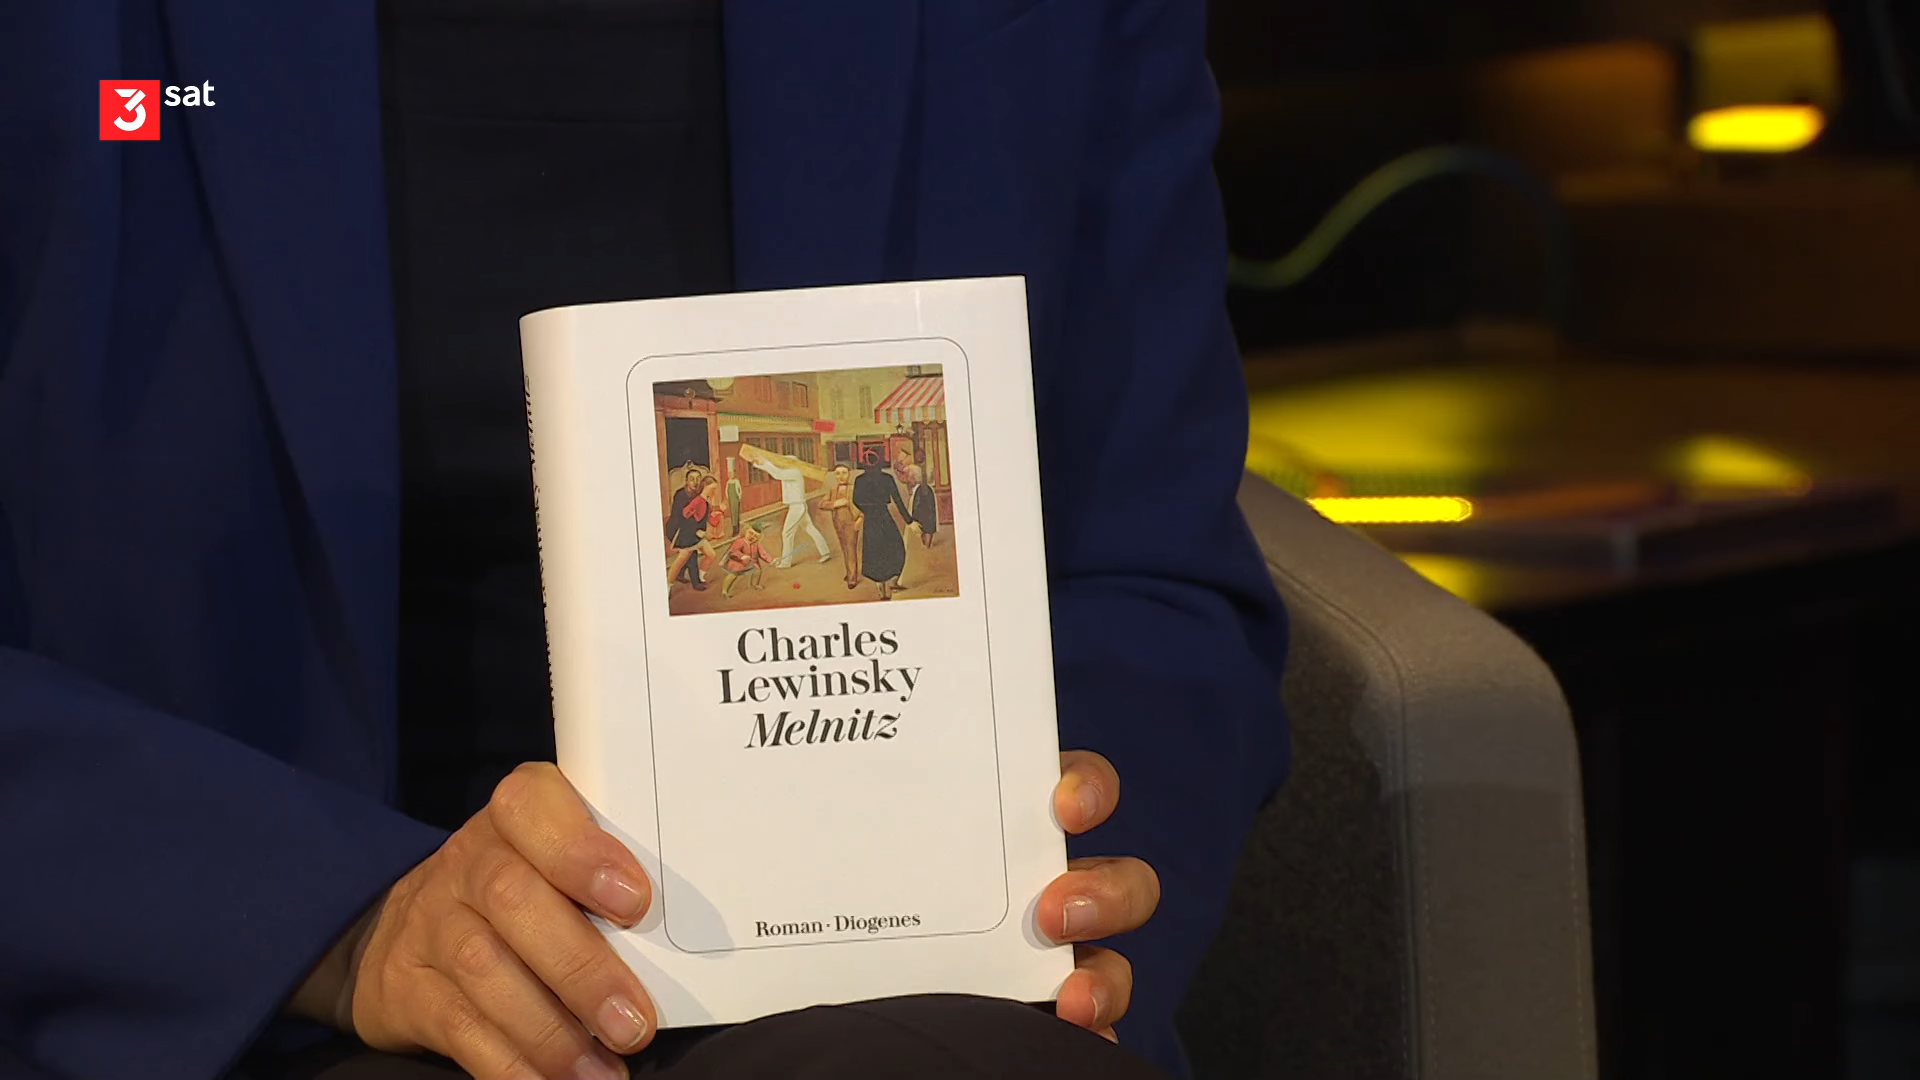 3sat
Charles
Lewinsky
Melnitz
Roman · Diogenes